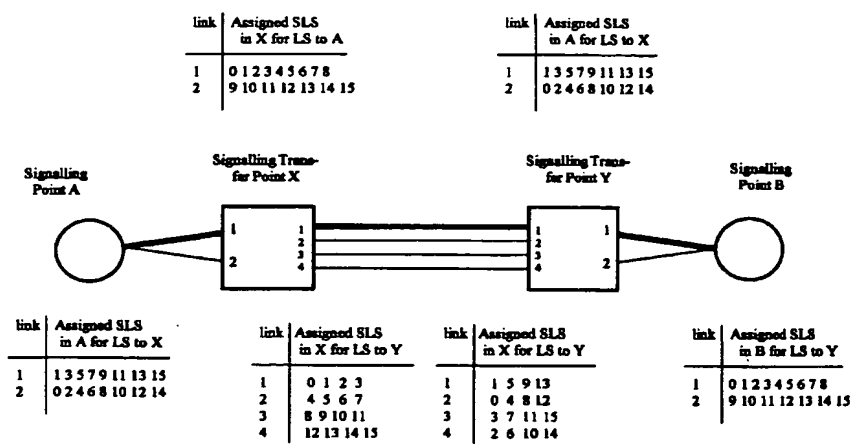 link Assigned SLS
in X for LS to A
1 0 1 2 3 4 5 6 7 8
2 9 10 11 12 13 14 15
link Assigned SLS
in A for LS to X
1 1 3 5 7 9 11 13 15
2 0 2 4 6 8 10 12 14
Signalling
Point A
Signalling Trans-
fer Point X
Signalling Trans-
fer Point Y
Signalling
Point B
1
2
1
2
3
4
1
2
3
4
1
2
link Assigned SLS
in A for LS to X
1 1 3 5 7 9 11 13 15
2 0 2 4 6 8 10 12 14
link Assigned SLS
in X for LS to Y
1 0 1 2 3
2 4 5 6 7
3 8 9 10 11
4 12 13 14 15
link Assigned SLS
in X for LS to Y
1 1 5 9 13
2 0 4 8 12
3 3 7 11 15
4 2 6 10 14
link Assigned SLS
in B for LS to Y
1 0 1 2 3 4 5 6 7 8
2 9 10 11 12 13 14 15